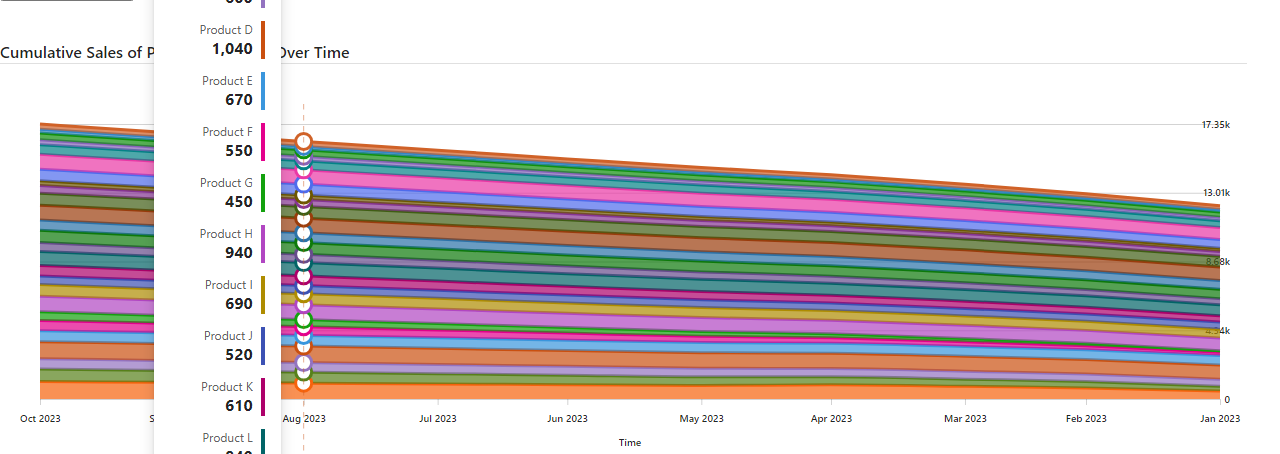 Product D
1,040
Cumulative Sales of P
Over Time
Product E
670
Product F
550
17.35k
Product G
450
13.01k
Product H
940
8.68k
Product I
690
4.34k
Product J
520
Product K
610
0
Oct 2023
S
Aug 2023
Jul 2023
Jun 2023
May 2023
Apr 2023
Mar 2023
Feb 2023
Jan 2023
Product L
Time